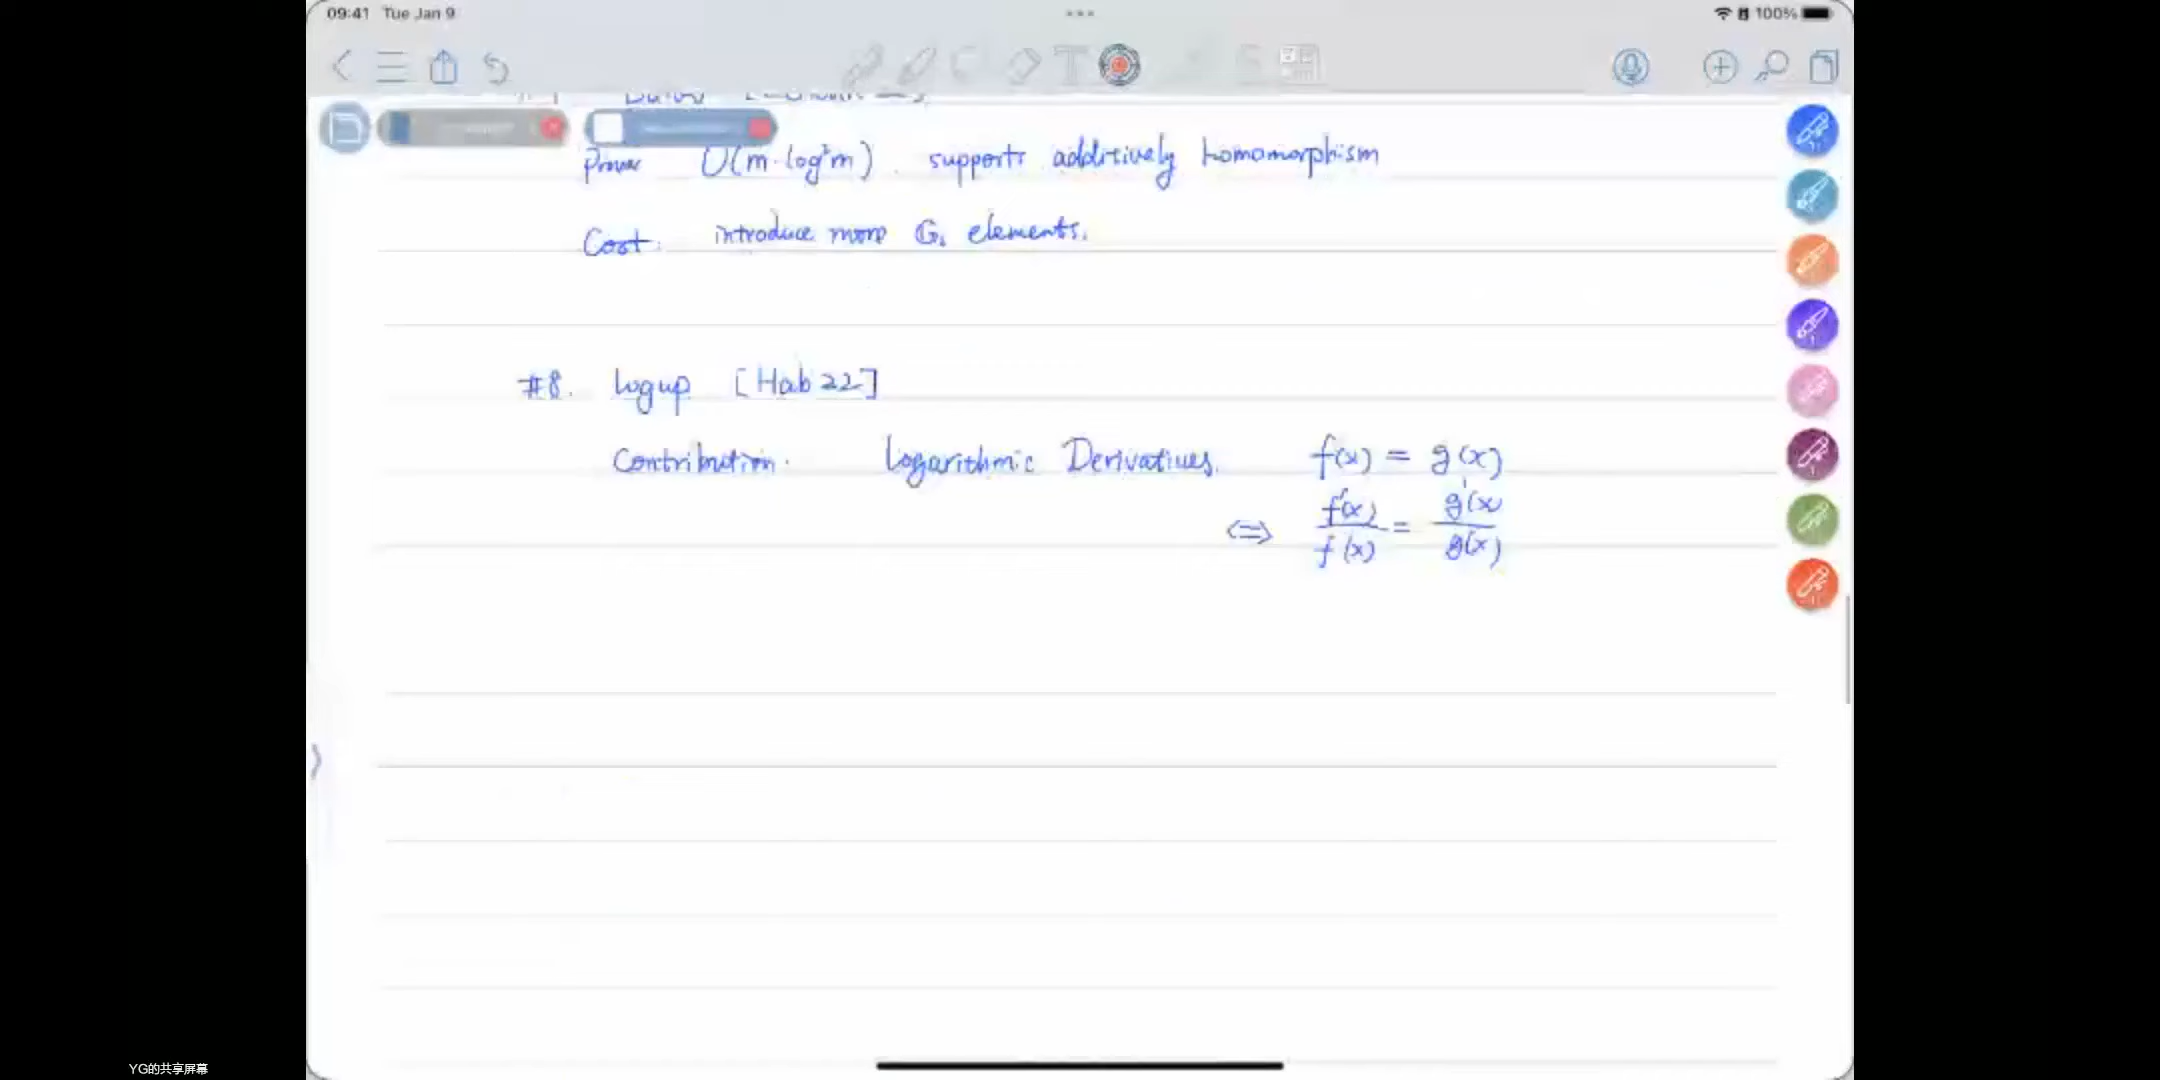 09:41 Tue Jan 9 100%
Prover O(m·log²m). supports additively homomorphism
Cost: introduce more G₁ elements.
#8. logup [Hab 22]
Contribution. Logarithmic Derivatives. f(x) = g(x)
⇔ f'(x)/f(x) = g'(x/g(x)
YG的共享屏幕